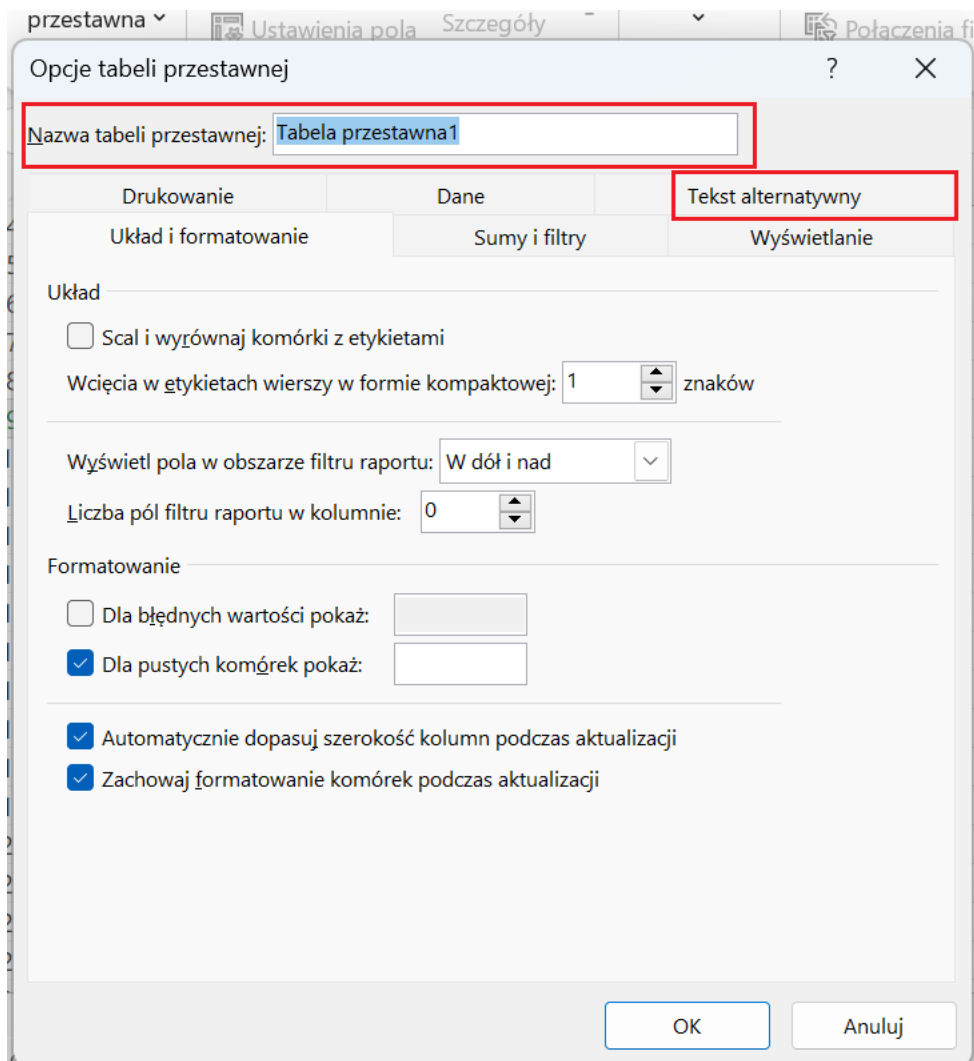 przestawna
Ustawienia pola
Szczegóły
Połączenia fi
Opcje tabeli przestawnej
?
Nazwa tabeli przestawnej: Tabela przestawna1
Drukowanie
Dane
Tekst alternatywny
Układ i formatowanie
Sumy i filtry
Wyświetlanie
Układ
Scal i wyrównaj komórki z etykietami
Wcięcia w etykietach wierszy w formie kompaktowej: 1 znaków
Wyświetl pola w obszarze filtru raportu: W dół i nad
Liczba pól filtru raportu w kolumnie: 0
Formatowanie
Dla błędnych wartości pokaż:
Dla pustych komórek pokaż:
Automatycznie dopasuj szerokość kolumn podczas aktualizacji
Zachowaj formatowanie komórek podczas aktualizacji
OK
Anuluj